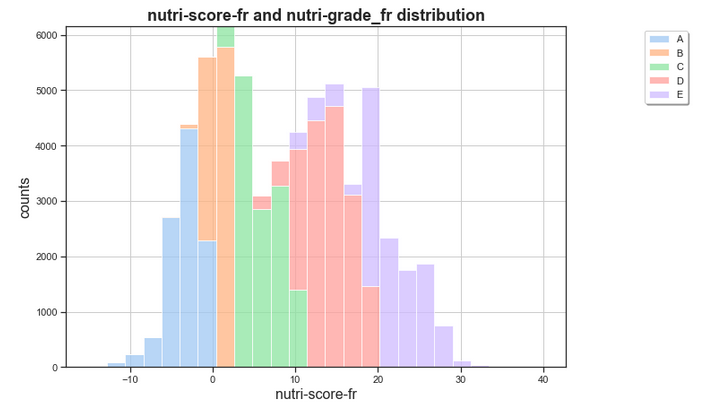 nutri-score-fr and nutri-grade_fr distribution
6000
5000
4000
3000
2000
1000
0
counts
−10
0
10
20
30
40
nutri-score-fr
A
B
C
D
E